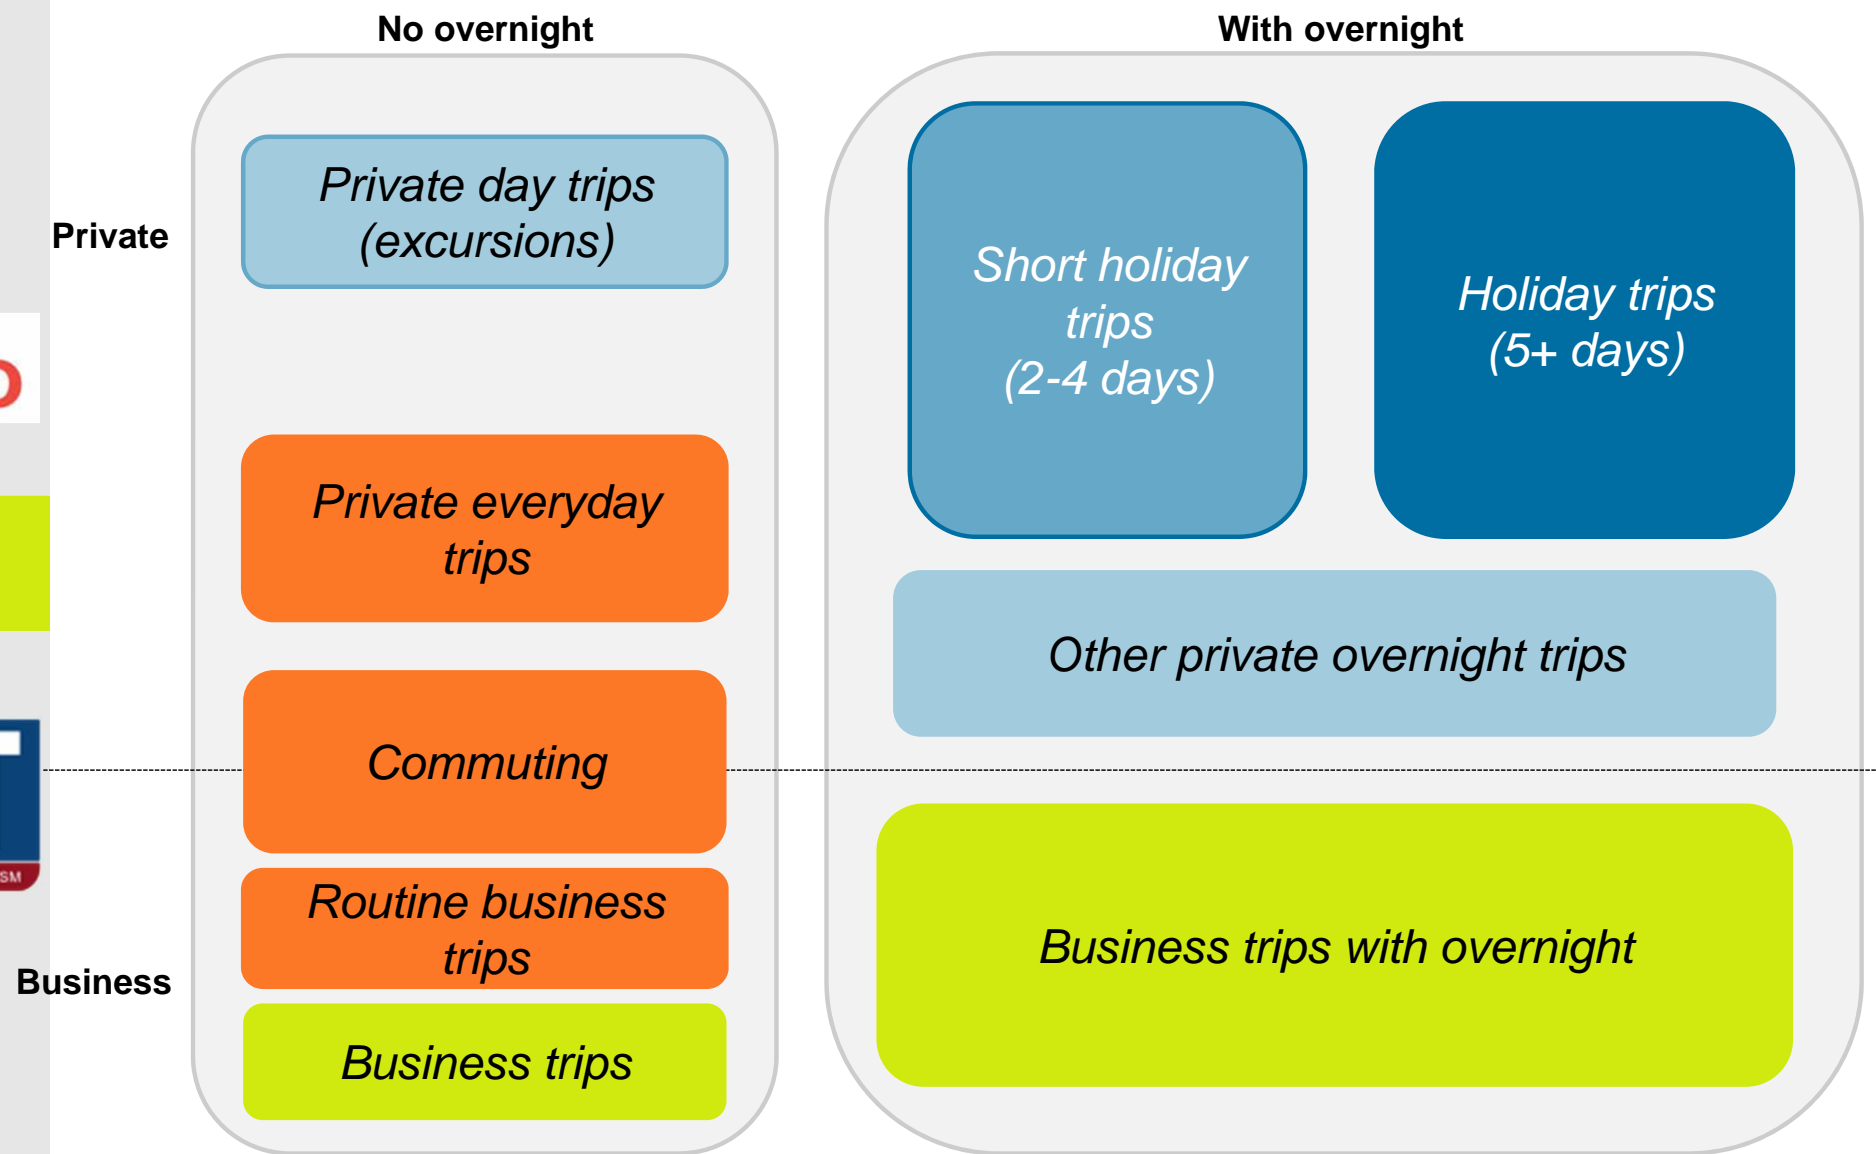 No overnight
With overnight
Private
Private day trips
(excursions)
Short holiday
trips
(2-4 days)
Holiday trips
(5+ days)
Private everyday
trips
Other private overnight trips
Commuting
Routine business
trips
Business trips with overnight
Business
Business trips
SM